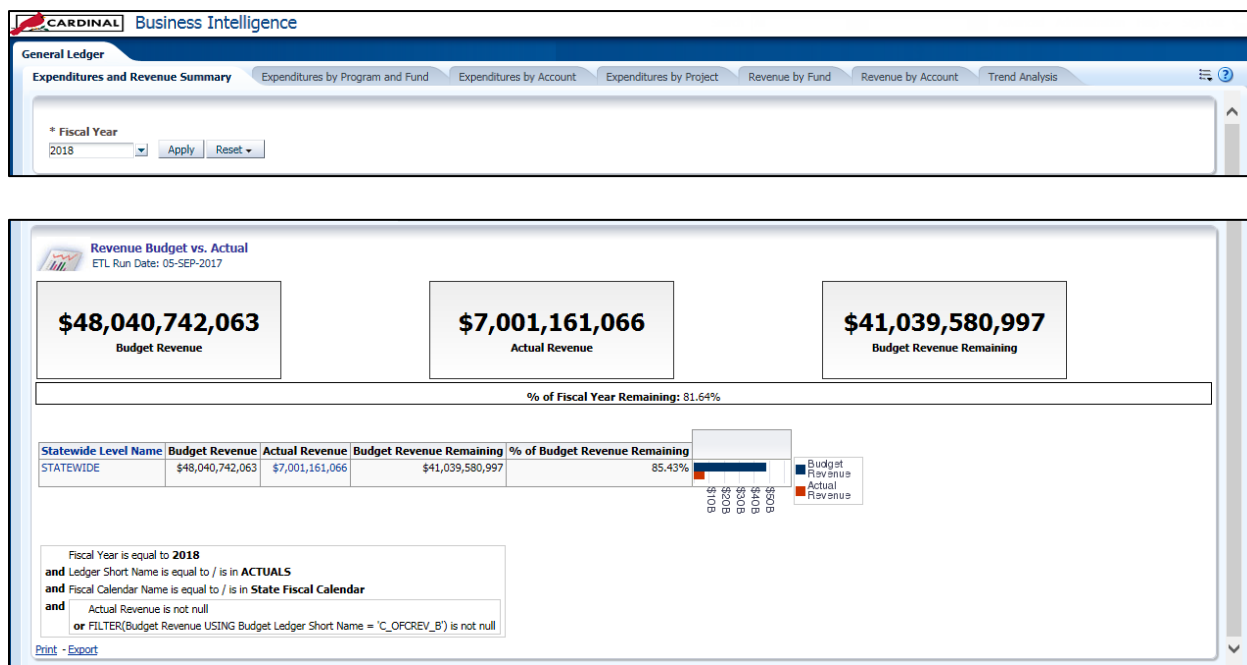 CARDINAL Business Intelligence
General Ledger
Expenditures and Revenue Summary Expenditures by Program and Fund Expenditures by Account Expenditures by Project Revenue by Fund Revenue by Account Trend Analysis
* Fiscal Year
2018 Apply Reset
Revenue Budget vs. Actual
ETL Run Date: 05-SEP-2017
$48,040,742,063 $7,001,161,066 $41,039,580,997
Budget Revenue Actual Revenue Budget Revenue Remaining
% of Fiscal Year Remaining: 81.64%
Statewide Level Name Budget Revenue Actual Revenue Budget Revenue Remaining % of Budget Revenue Remaining
STATEWIDE $48,040,742,063 $7,001,161,066 $41,039,580,997 85.43%
$10B $20B $30B $40B $50B
Budget
Revenue
Actual
Revenue
Fiscal Year is equal to 2018
and Ledger Short Name is equal to / is in ACTUALS
and Fiscal Calendar Name is equal to / is in State Fiscal Calendar
and Actual Revenue is not null
or FILTER(Budget Revenue USING Budget Ledger Short Name = 'C_OFCREV_B') is not null
Print - Export